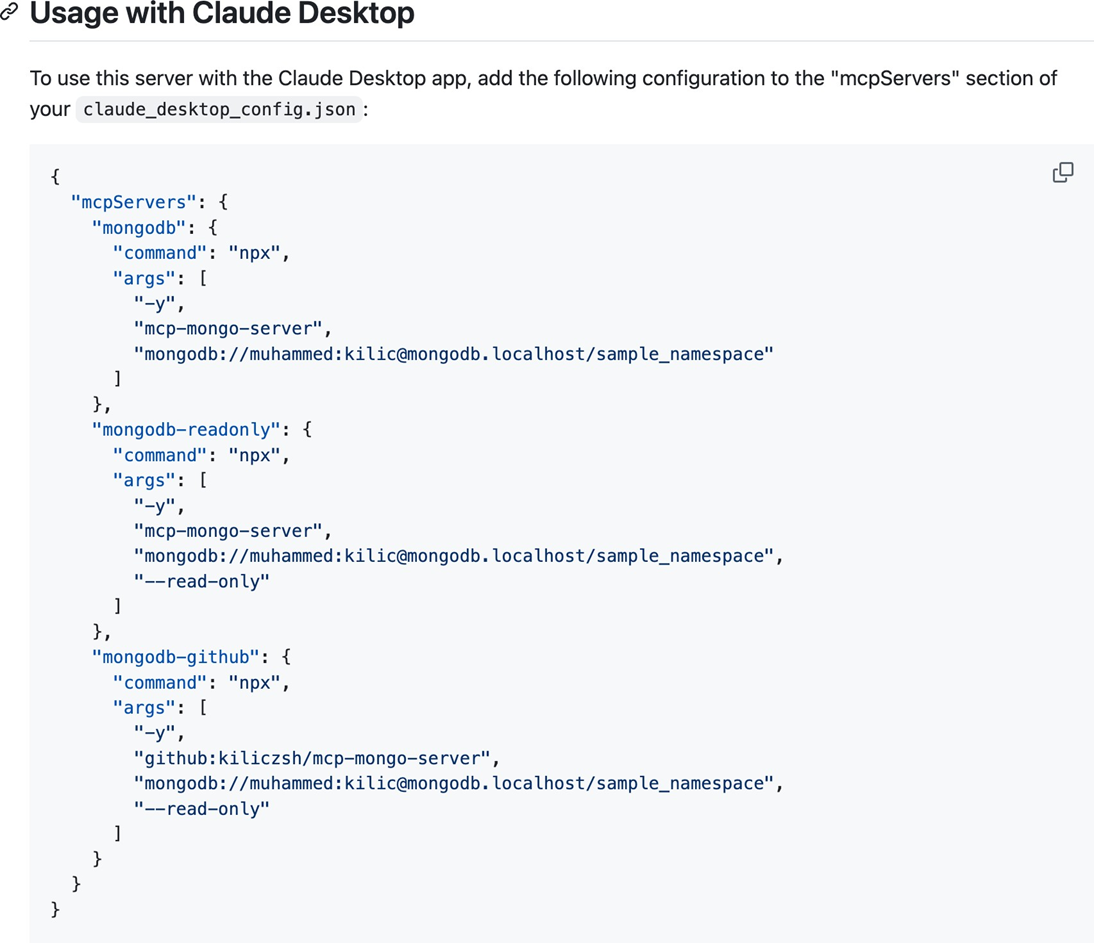 Usage with Claude Desktop
To use this server with the Claude Desktop app, add the following configuration to the "mcpServers" section of
your claude_desktop_config.json:
{
  "mcpServers": {
    "mongodb": {
      "command": "npx",
      "args": [
        "-y",
        "mcp-mongo-server",
        "mongodb://muhammed:kilic@mongodb.localhost/sample_namespace"
      ]
    },
    "mongodb-readonly": {
      "command": "npx",
      "args": [
        "-y",
        "mcp-mongo-server",
        "mongodb://muhammed:kilic@mongodb.localhost/sample_namespace",
        "--read-only"
      ]
    },
    "mongodb-github": {
      "command": "npx",
      "args": [
        "-y",
        "github:kiliczsh/mcp-mongo-server",
        "mongodb://muhammed:kilic@mongodb.localhost/sample_namespace",
        "--read-only"
      ]
    }
  }
}